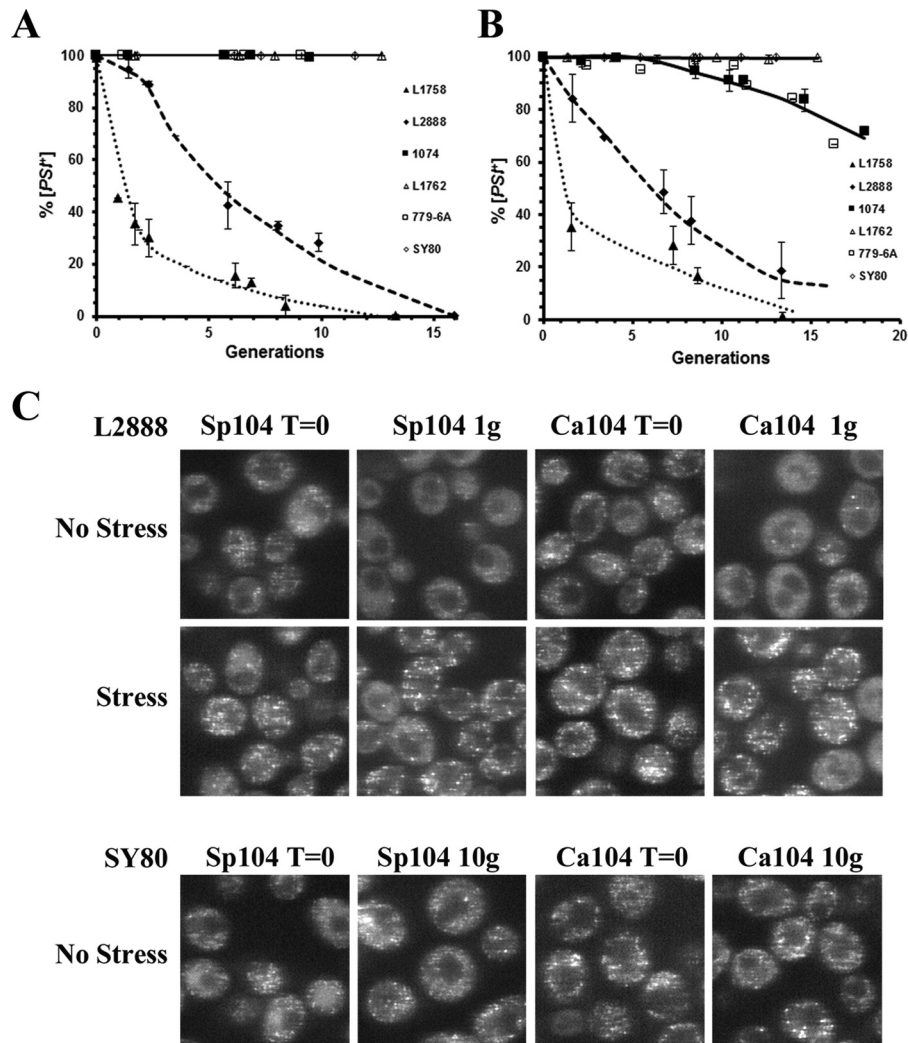 A
100
80
60
40
20
0
% [PSI+]
0
5
10
15
Generations
L1758
L2888
1074
L1762
779-6A
SY80
B
100
80
60
40
20
0
% [PSI+]
0
5
10
15
20
Generations
L1758
L2888
1074
L1762
779-6A
SY80
C
L2888
Sp104 T=0
Sp104 1g
Ca104 T=0
Ca104 1g
No Stress
Stress
SY80
Sp104 T=0
Sp104 10g
Ca104 T=0
Ca104 10g
No Stress